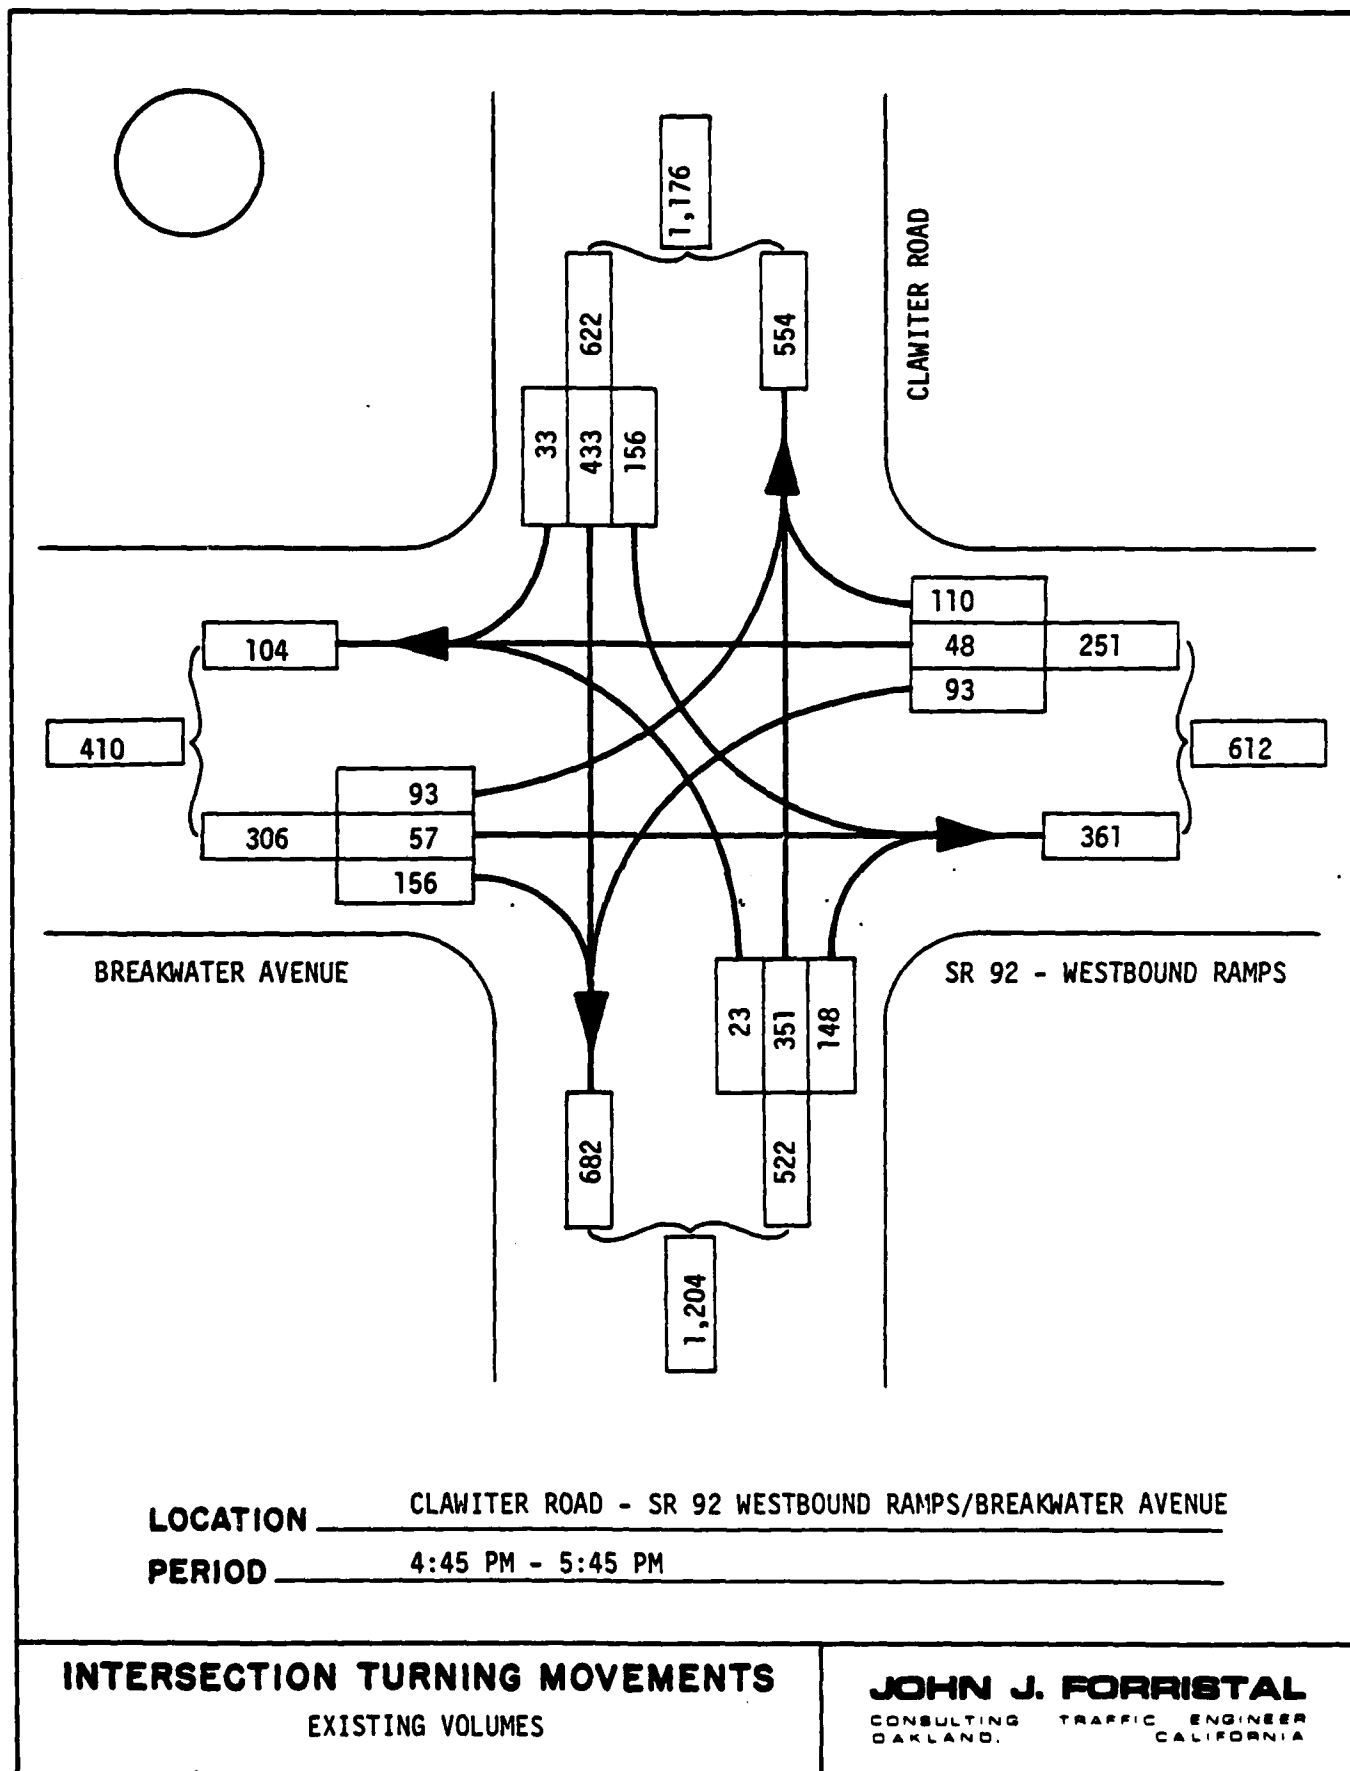 1,176
CLAWITER ROAD
622
554
33
433
156
110
104
48
251
93
410
612
93
306
57
361
156
BREAKWATER AVENUE
SR 92 - WESTBOUND RAMPS
23
351
148
682
522
1,204
LOCATION CLAWITER ROAD - SR 92 WESTBOUND RAMPS/BREAKWATER AVENUE
PERIOD 4:45 PM - 5:45 PM
INTERSECTION TURNING MOVEMENTS
EXISTING VOLUMES
JOHN J. FORRISTAL
CONSULTING TRAFFIC ENGINEER
OAKLAND. CALIFORNIA